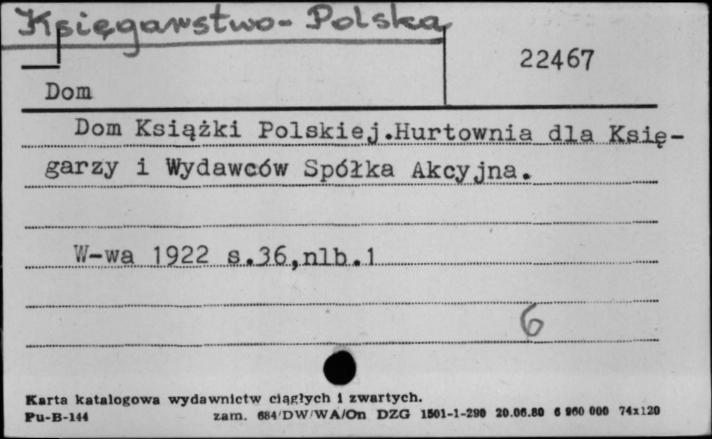 Księgarstwo - Polska
22467
Dom
Dom Książki Polskiej.Hurtownia dla Księ-
garzy i Wydawców Spółka Akcyjna.
W-wa 1922 s.36,nlb.1
6
Karta katalogowa wydawnictw ciągłych i zwartych.
Pu-B-144 zam. 684/DW/WA/On DZG 1501-1-290 20.06.80 6 960 000 74x120